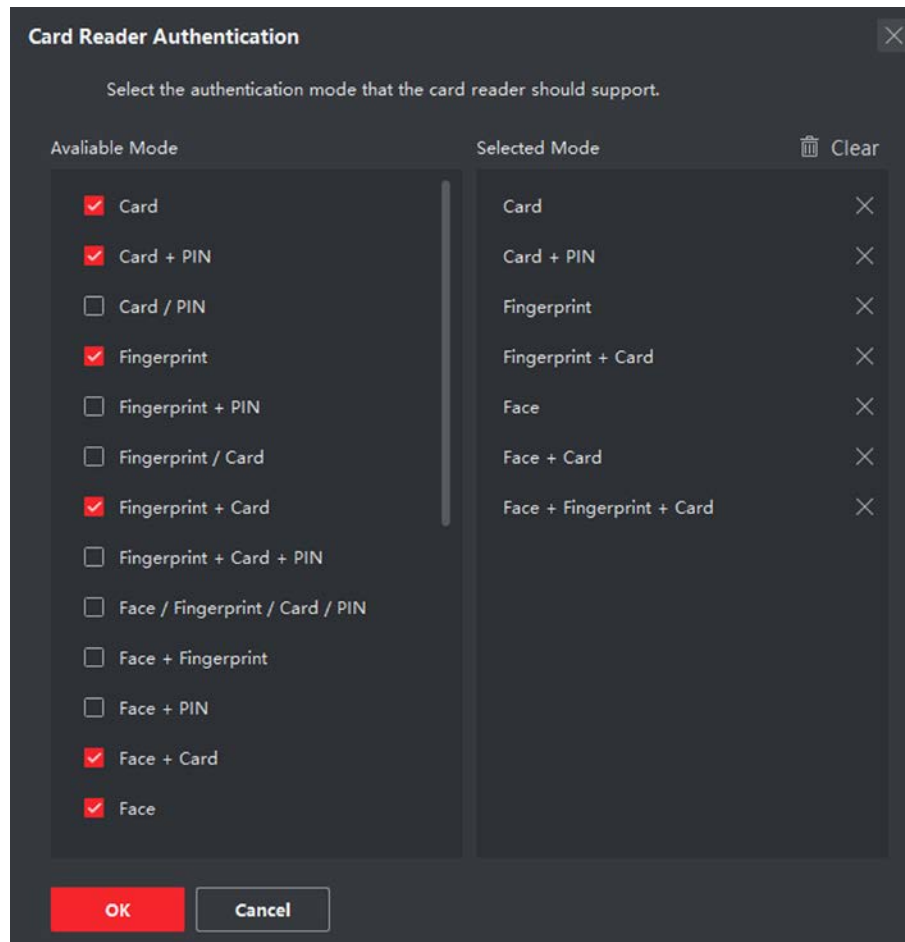 Card Reader Authentication
Select the authentication mode that the card reader should support.
Avaliable Mode
Card
Card + PIN
Card / PIN
Fingerprint
Fingerprint + PIN
Fingerprint / Card
Fingerprint + Card
Fingerprint + Card + PIN
Face / Fingerprint / Card / PIN
Face + Fingerprint
Face + PIN
Face + Card
Face
Selected Mode
Clear
Card
Card + PIN
Fingerprint
Fingerprint + Card
Face
Face + Card
Face + Fingerprint + Card
OK
Cancel